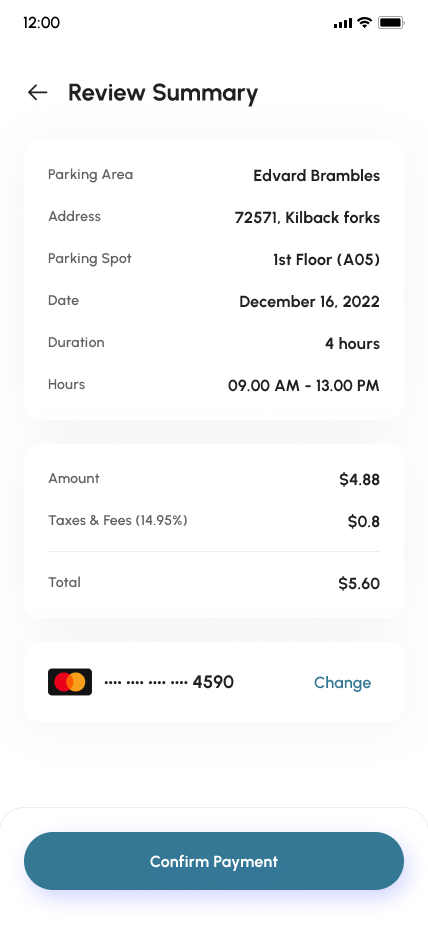 12:00
Review Summary
Parking Area Edvard Brambles
Address 72571, Kilback forks
Parking Spot 1st Floor (A05)
Date December 16, 2022
Duration 4 hours
Hours 09.00 AM - 13.00 PM
Amount $4.88
Taxes & Fees (14.95%) $0.8
Total $5.60
•••• •••• •••• •••• 4590 Change
Confirm Payment